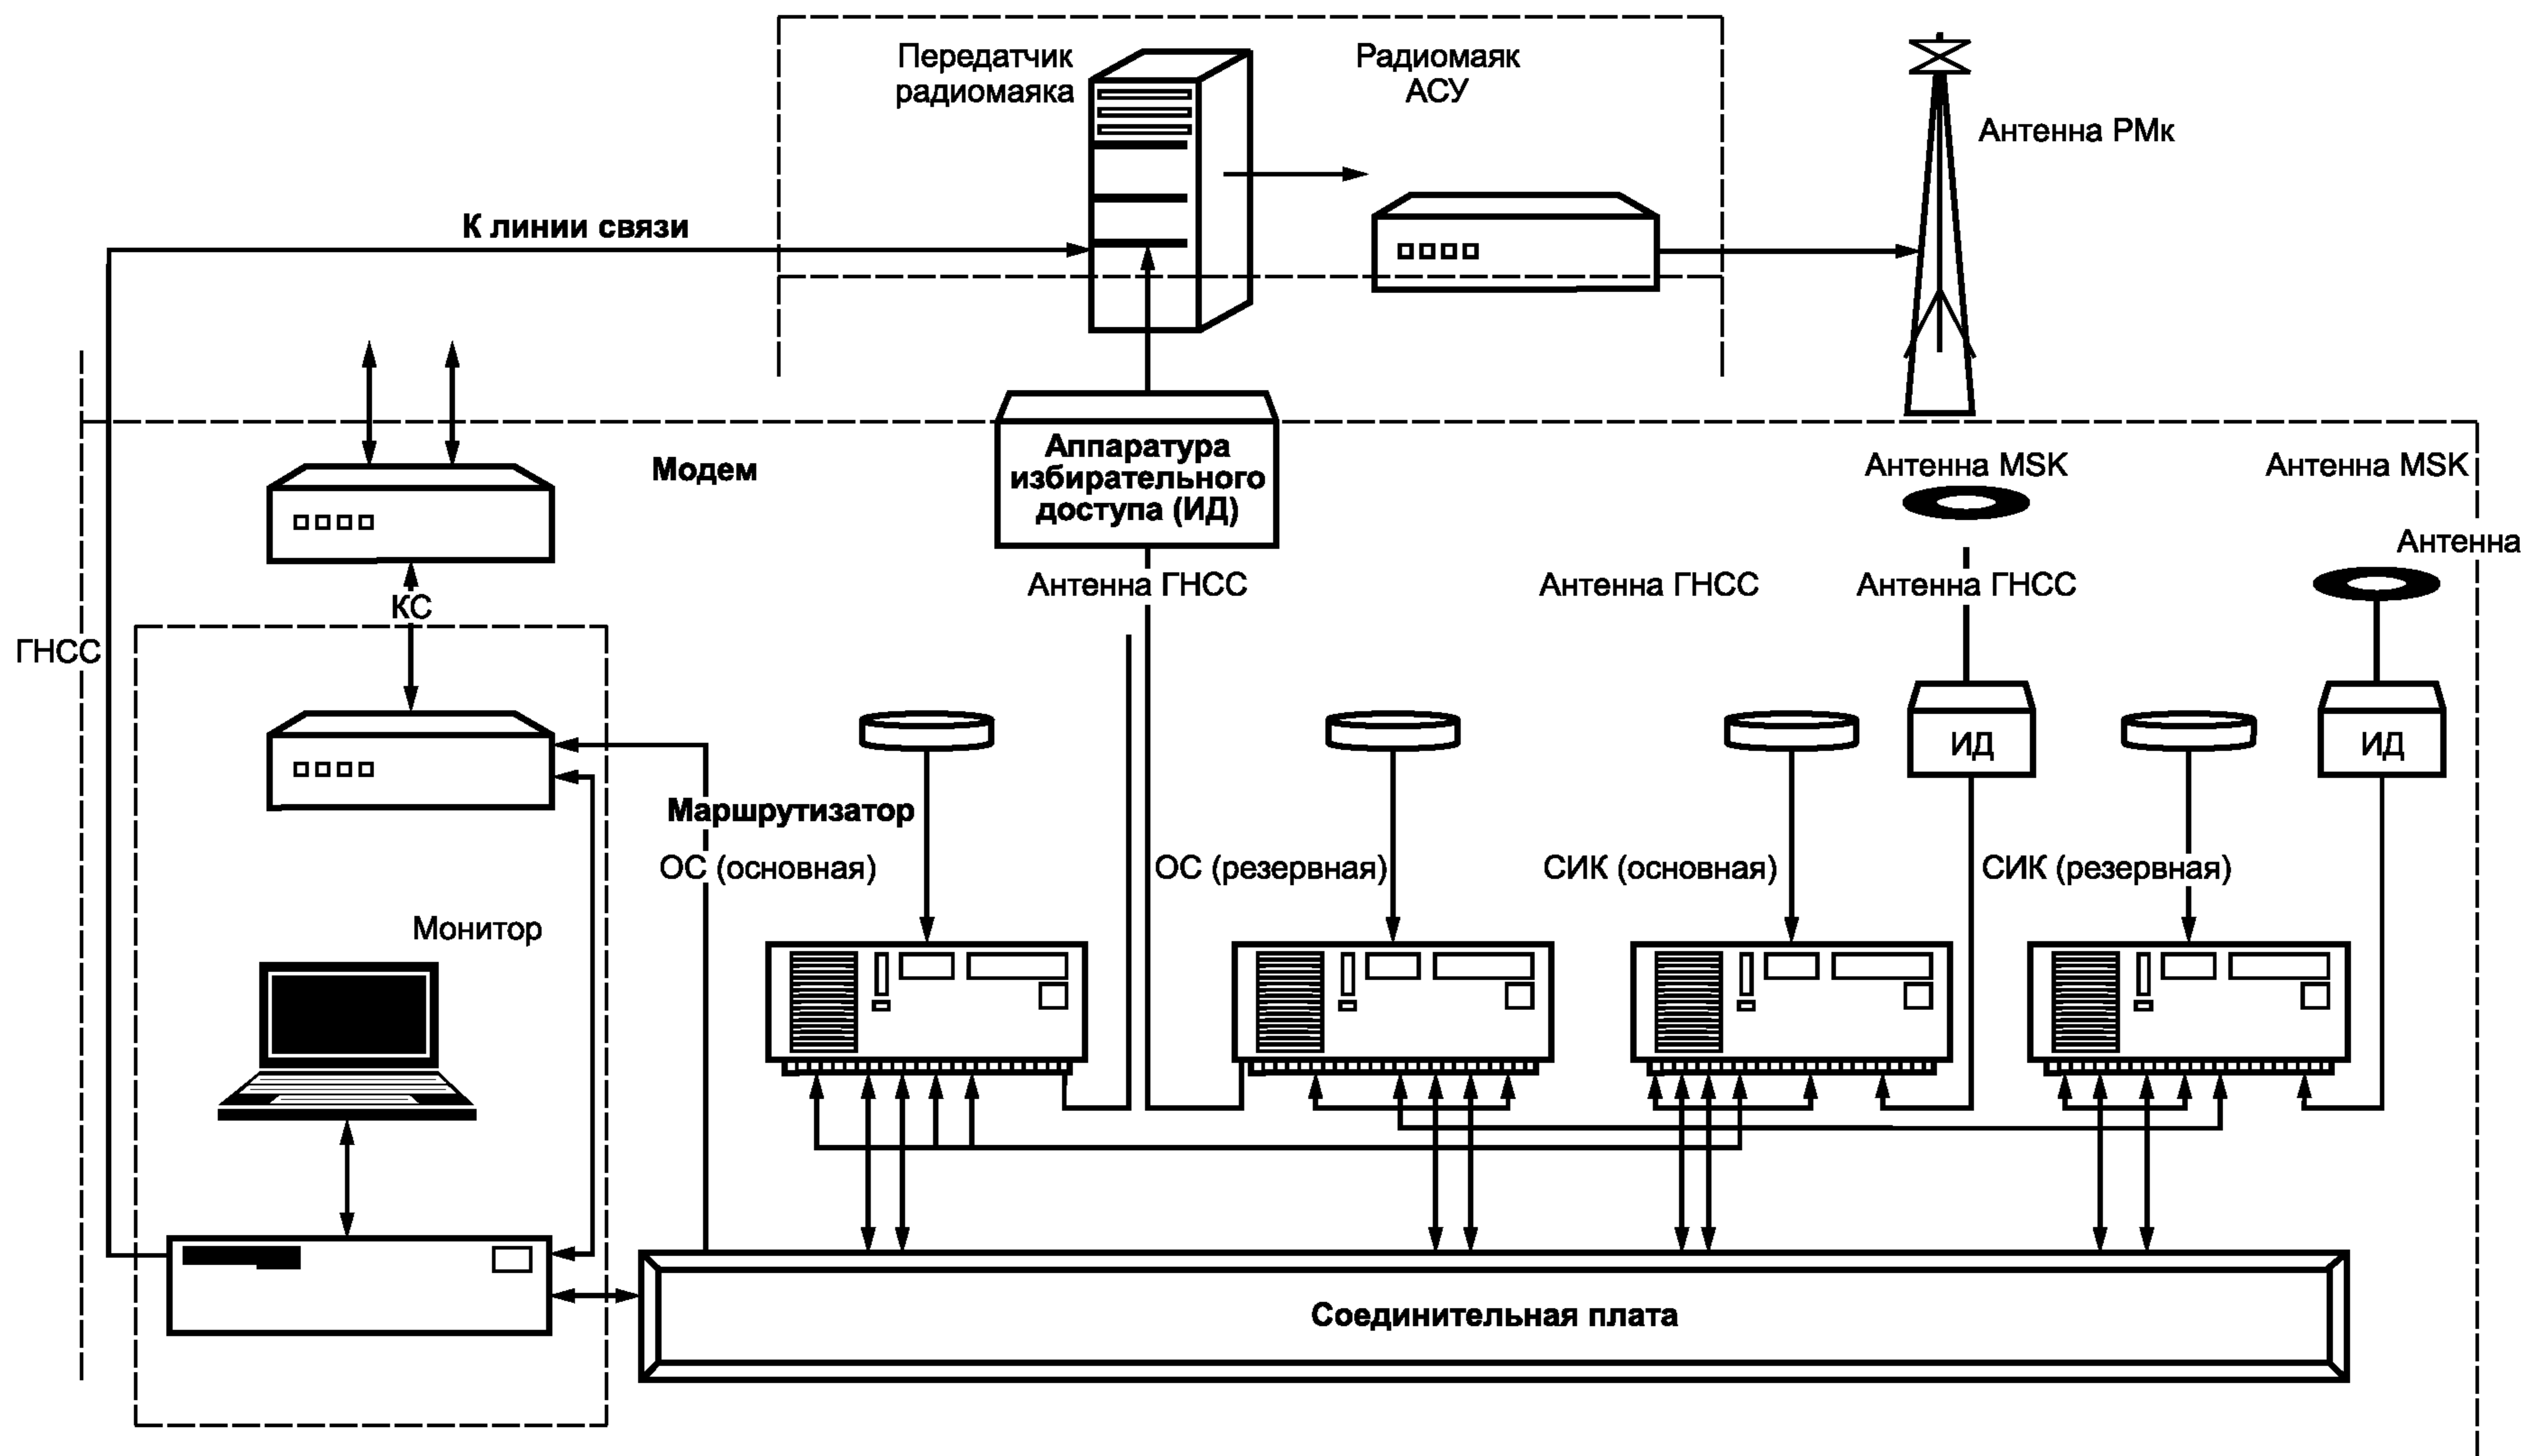 Передатчик
радиомаяка
Радиомаяк
АСУ
Антенна РМк
К линии связи
Модем
Аппаратура
избирательного
доступа (ИД)
Антенна MSK
Антенна MSK
Антенна
КС
Антенна ГНСС
Антенна ГНСС
Антенна ГНСС
ГНСС
ИД
ИД
Маршрутизатор
ОС (основная)
ОС (резервная)
СИК (основная)
СИК (резервная)
Монитор
Соединительная плата